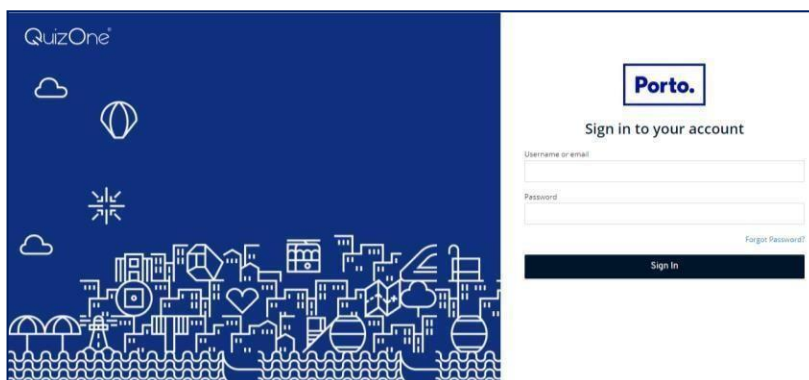 QuizOne®
Porto.
Sign in to your account
Username or email
Password
Forgot Password?
Sign In